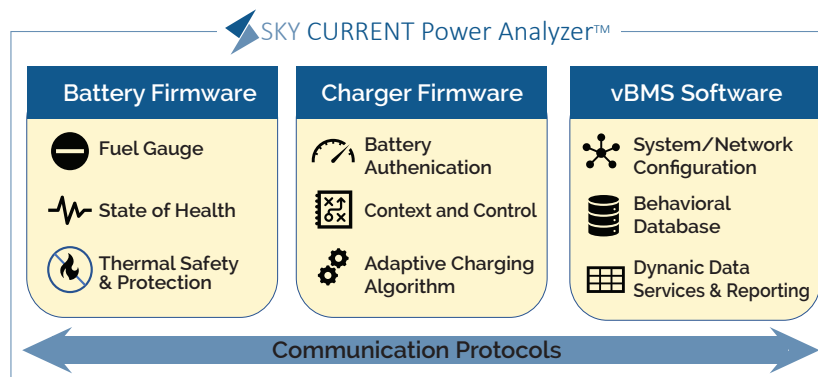 SKY CURRENT Power Analyzer™
Battery Firmware
Fuel Gauge
State of Health
Thermal Safety
& Protection
Charger Firmware
Battery
Authenication
Context and Control
Adaptive Charging
Algorithm
vBMS Software
System/Network
Configuration
Behavioral
Database
Dynanic Data
Services & Reporting
Communication Protocols